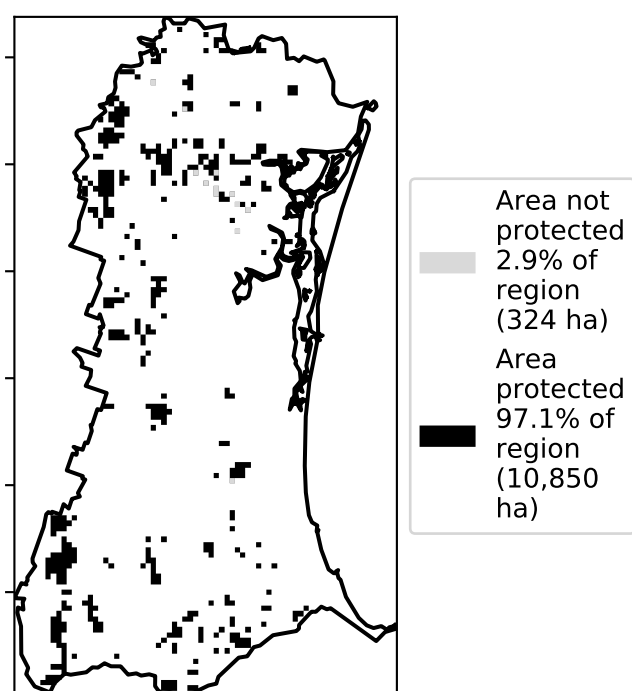 Area not
protected
2.9% of
region
(324 ha)
Area
protected
97.1% of
region
(10,850
ha)